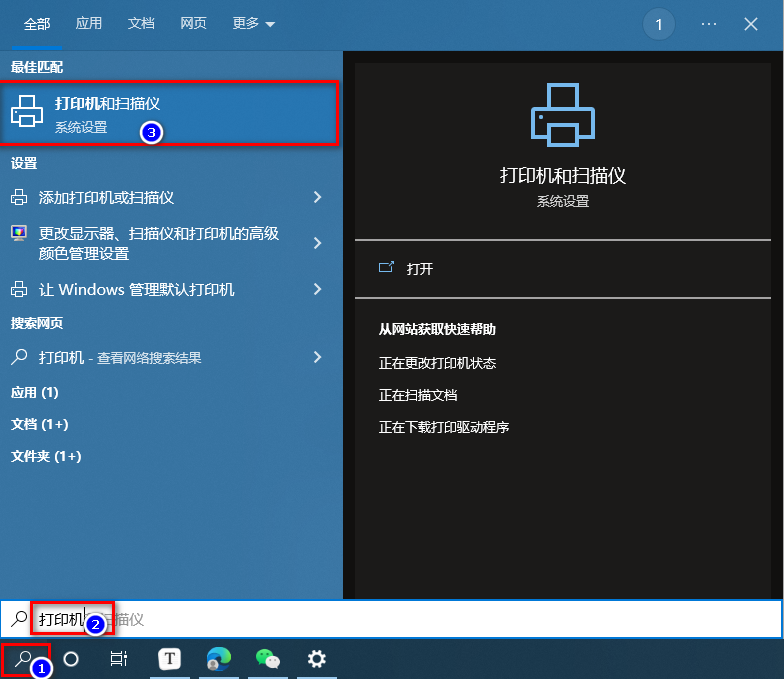 全部 应用 文档 网页 更多 1 ···
最佳匹配
打印机和扫描仪
系统设置
3
设置
添加打印机或扫描仪
更改显示器、扫描仪和打印机的高级
颜色管理设置
让 Windows 管理默认打印机
搜索网页
打印机 - 查看网络搜索结果
应用 (1)
文档 (1+)
文件夹 (1+)
打印机和扫描仪
系统设置
打开
从网站获取快速帮助
正在更改打印机状态
正在扫描文档
正在下载打印驱动程序
打印机 2 扫描仪
1 T